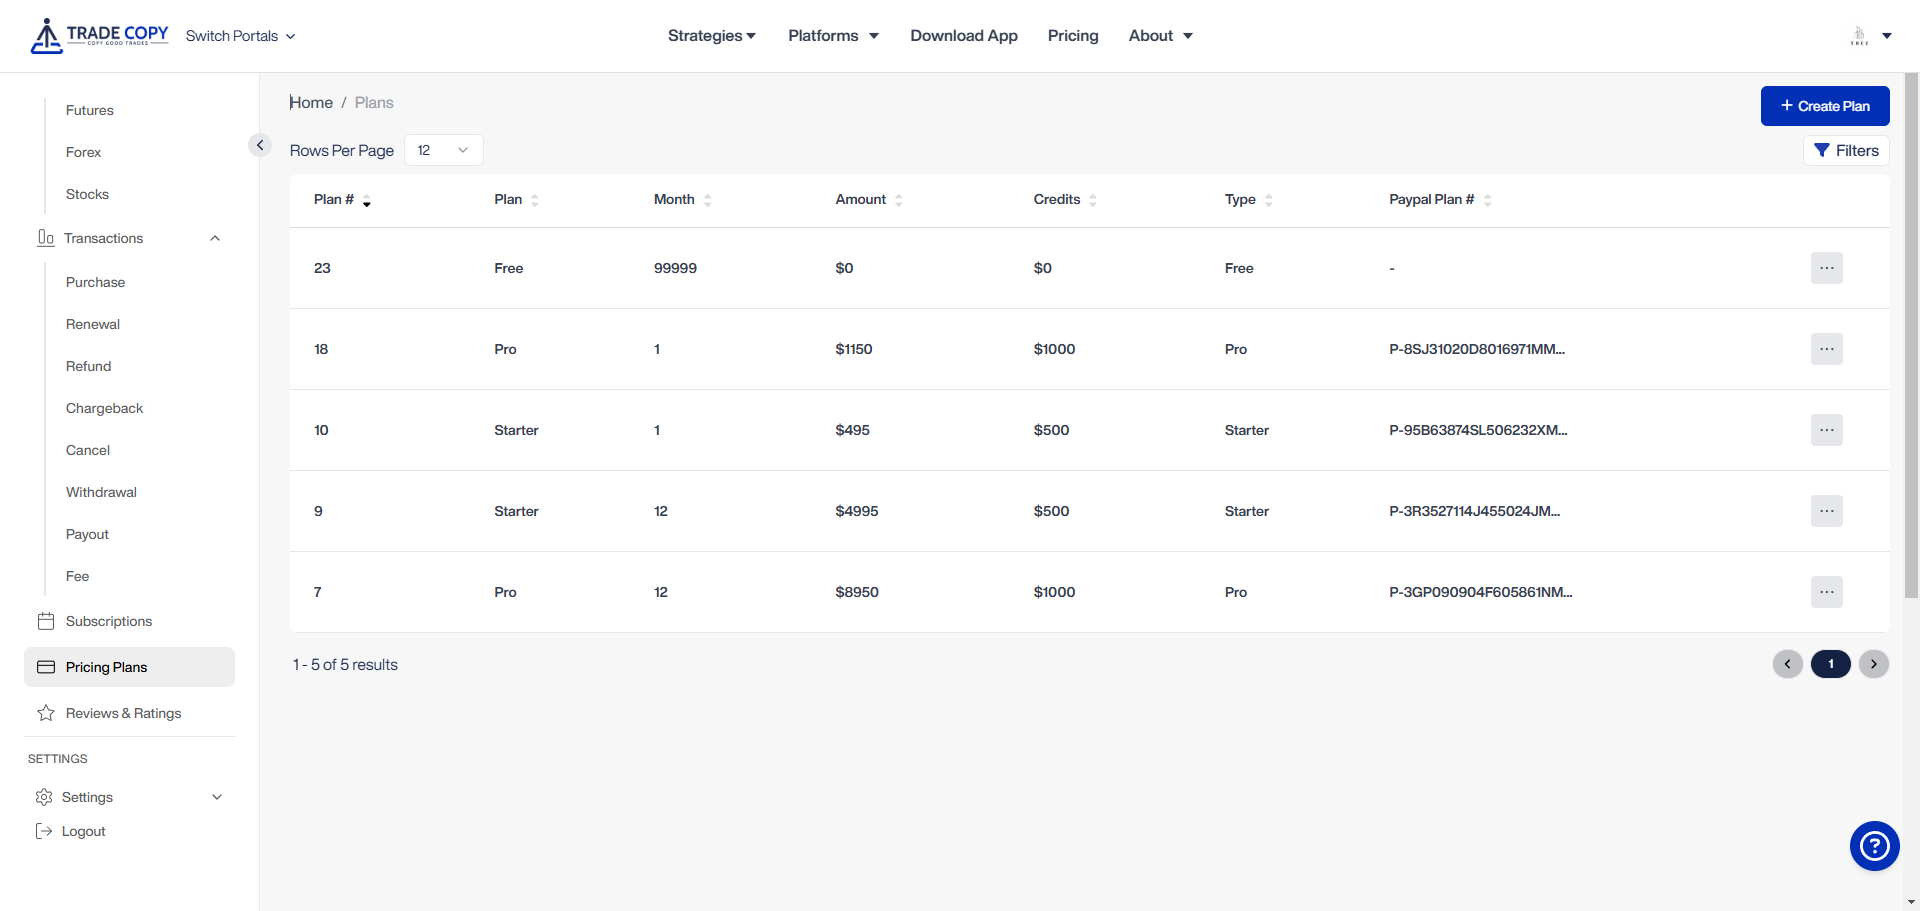 TRADE COPY
COPY GOOD TRADES
Switch Portals
Strategies
Platforms
Download App
Pricing
About
Futures
Forex
Stocks
Transactions
Purchase
Renewal
Refund
Chargeback
Cancel
Withdrawal
Payout
Fee
Subscriptions
Pricing Plans
Reviews & Ratings
SETTINGS
Settings
Logout
Home / Plans
+ Create Plan
Rows Per Page 12
Filters
Plan # Plan Month Amount Credits Type Paypal Plan #
23 Free 99999 $0 $0 Free -
18 Pro 1 $1150 $1000 Pro P-8SJ31020D8016971MM...
10 Starter 1 $495 $500 Starter P-95B63874SL506232XM...
9 Starter 12 $4995 $500 Starter P-3R3527114J455024JM...
7 Pro 12 $8950 $1000 Pro P-3GP090904F605861NM...
1 - 5 of 5 results
1